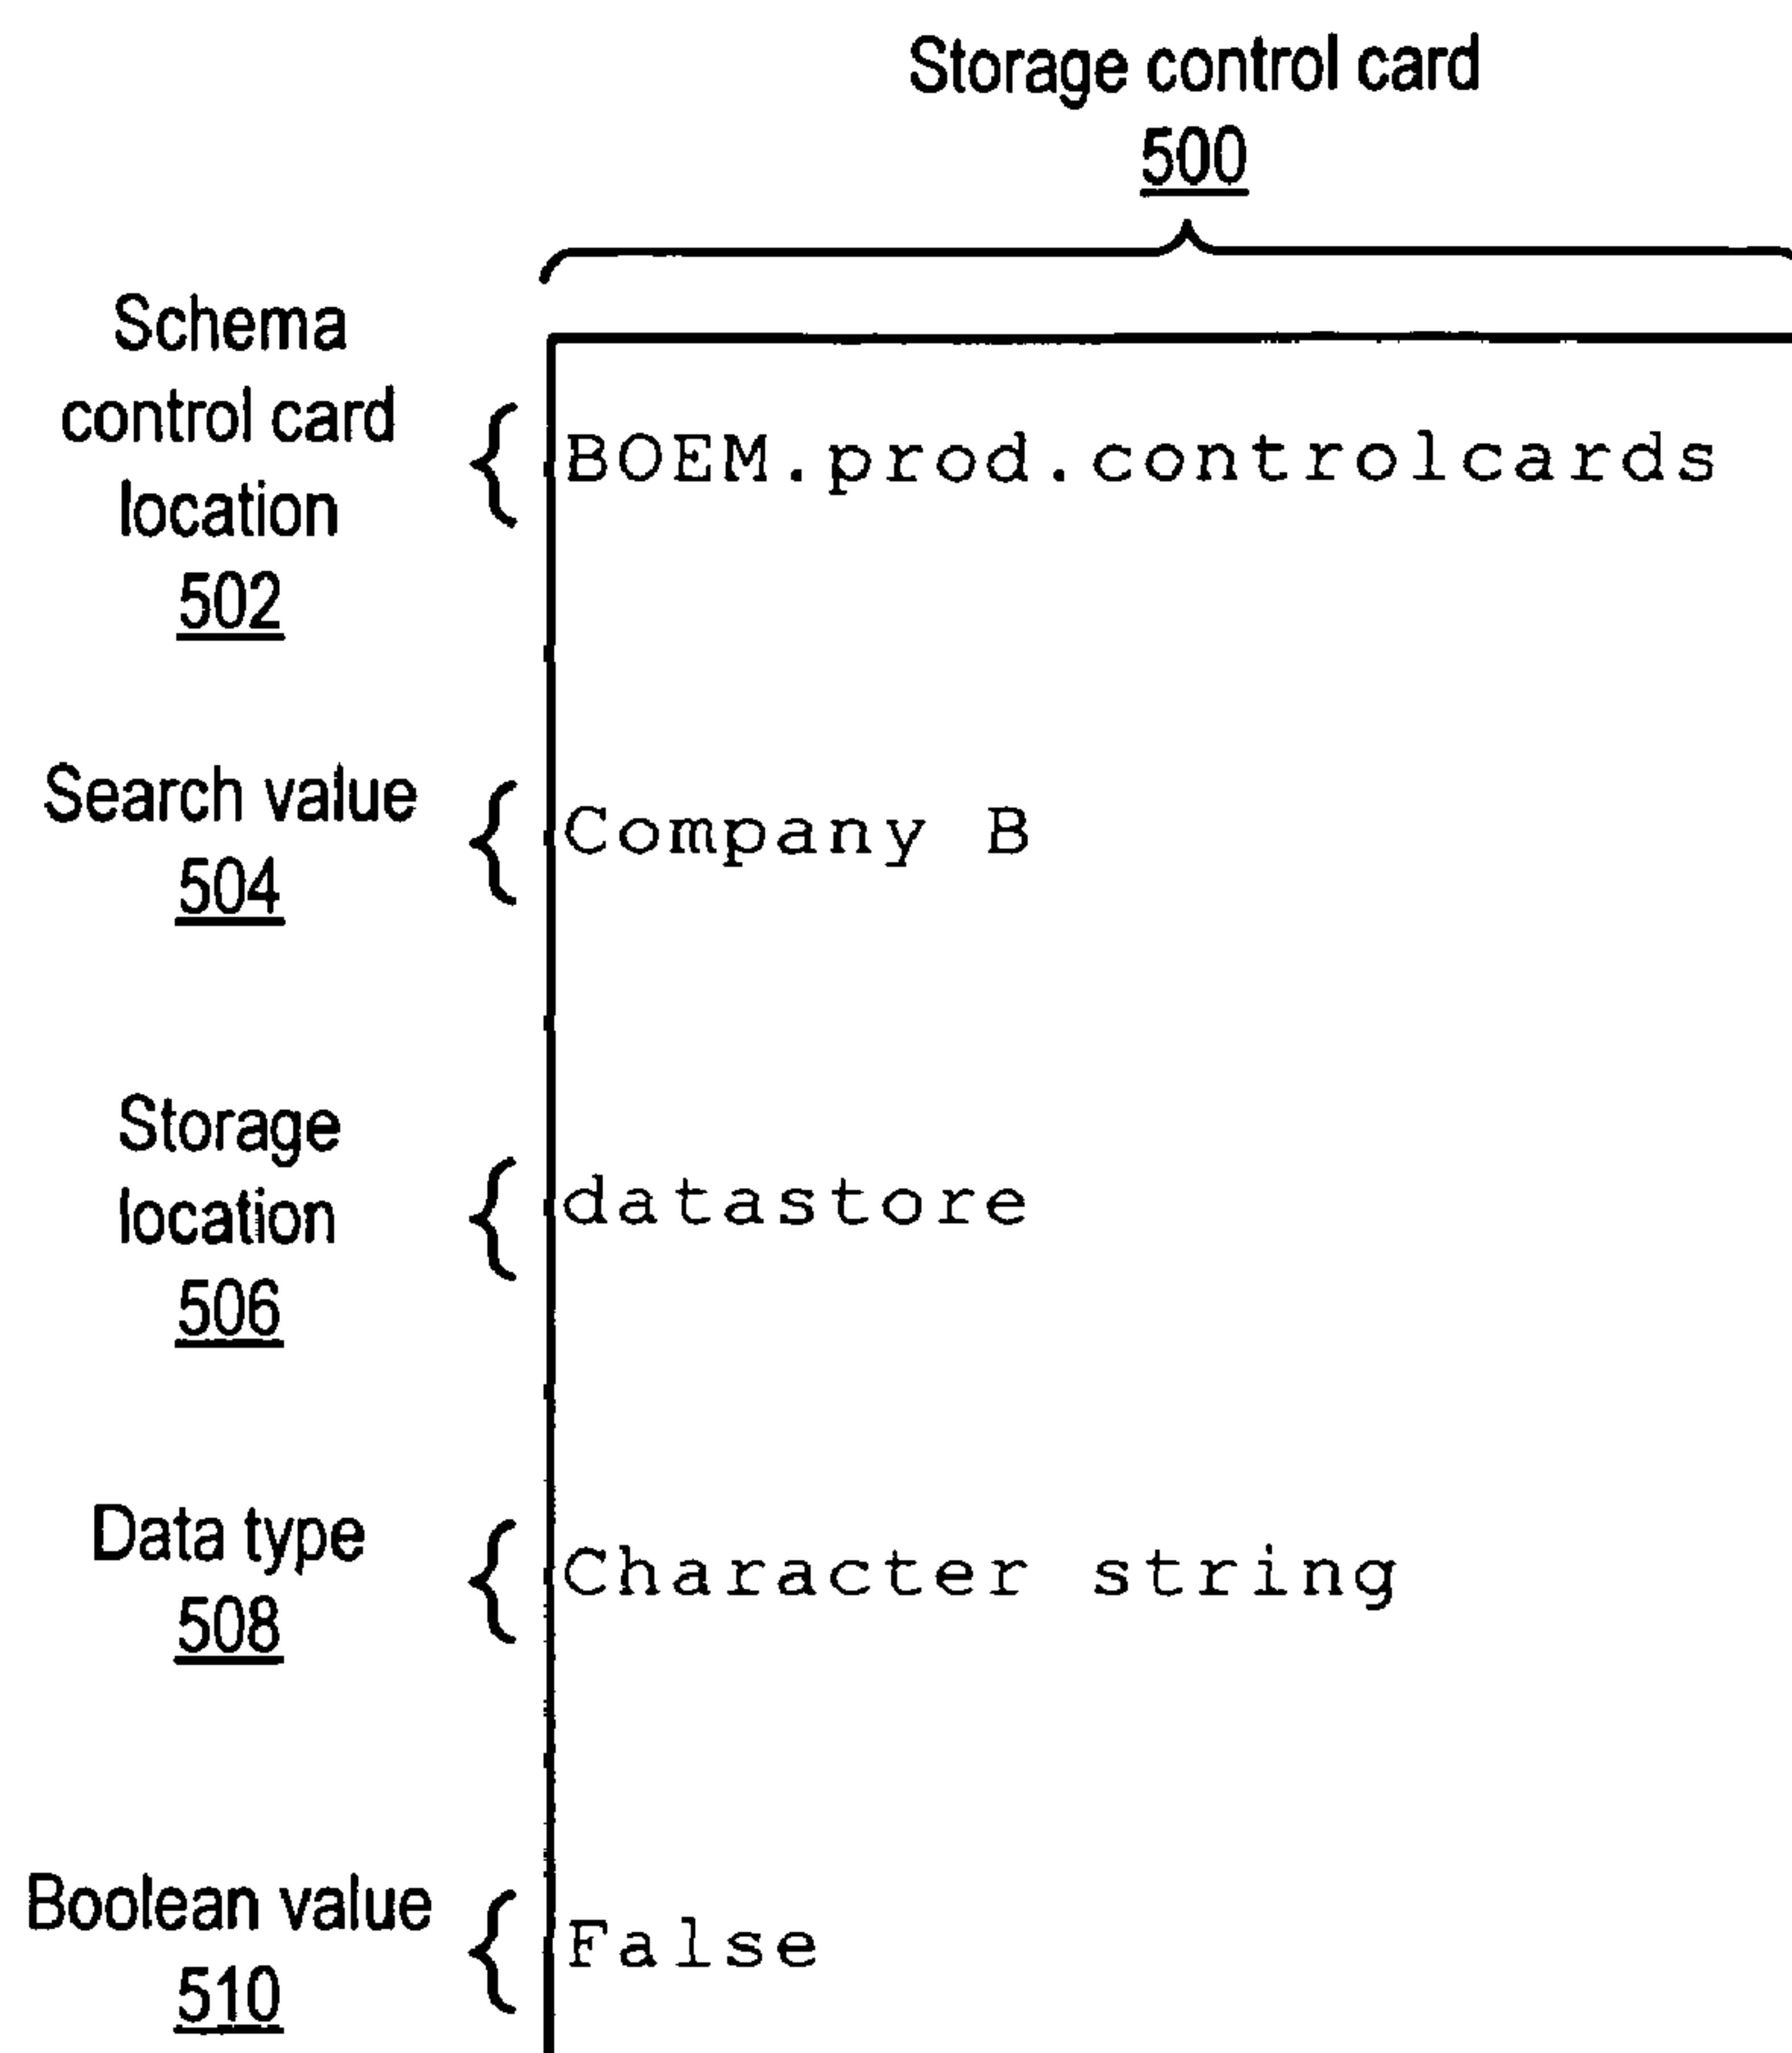 Storage control card
500
Schema
control card
location
502
BOEM.prod.controlcards
Search value
504
Company B
Storage
location
506
datastore
Data type
508
Character string
Boolean value
510
False